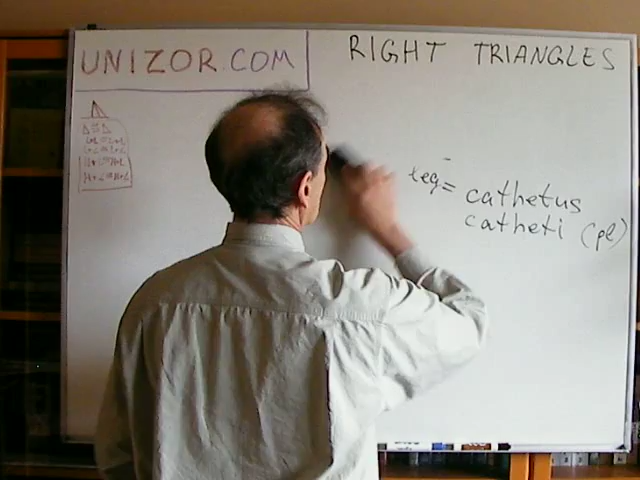 UNIZOR.COM
RIGHT TRIANGLES
leg = cathetus
catheti (pl)